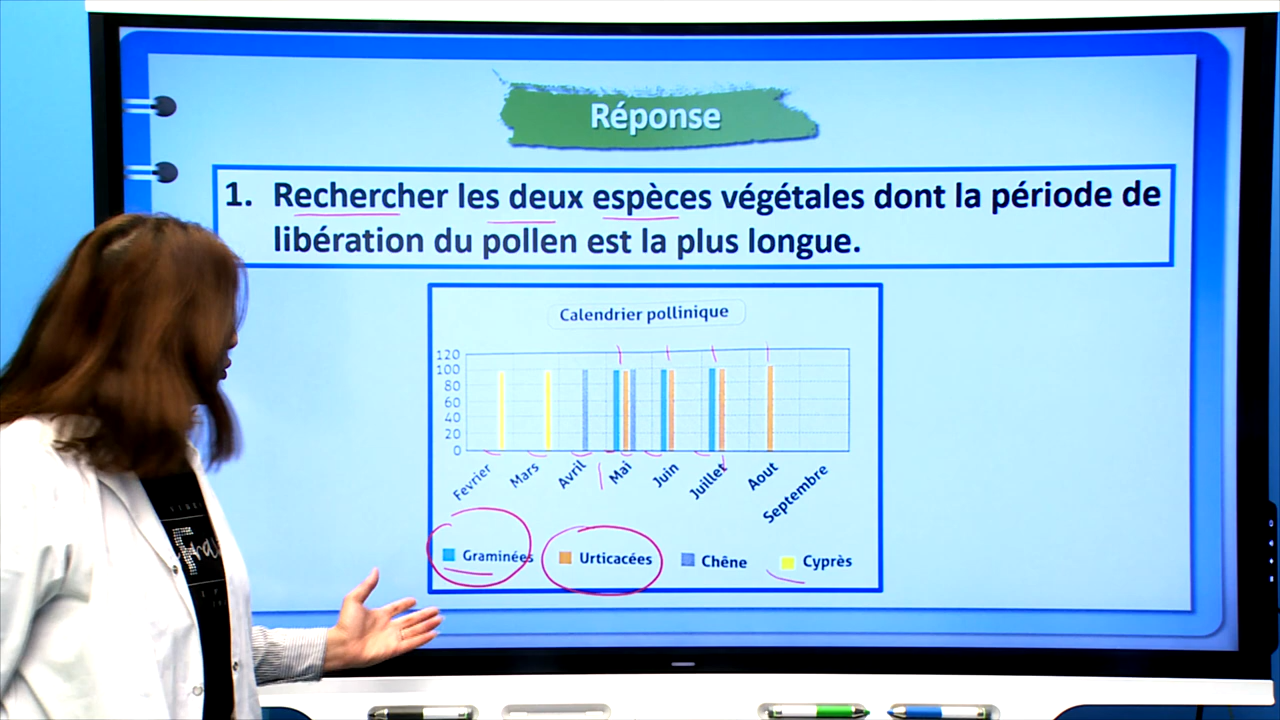 Réponse
1. Rechercher les deux espèces végétales dont la période de
libération du pollen est la plus longue.
Calendrier pollinique
120
100
80
60
40
20
0
Fevrier
Mars
Avril
Mai
Juin
Juillet
Aout
Septembre
Graminées
Urticacées
Chêne
Cyprès